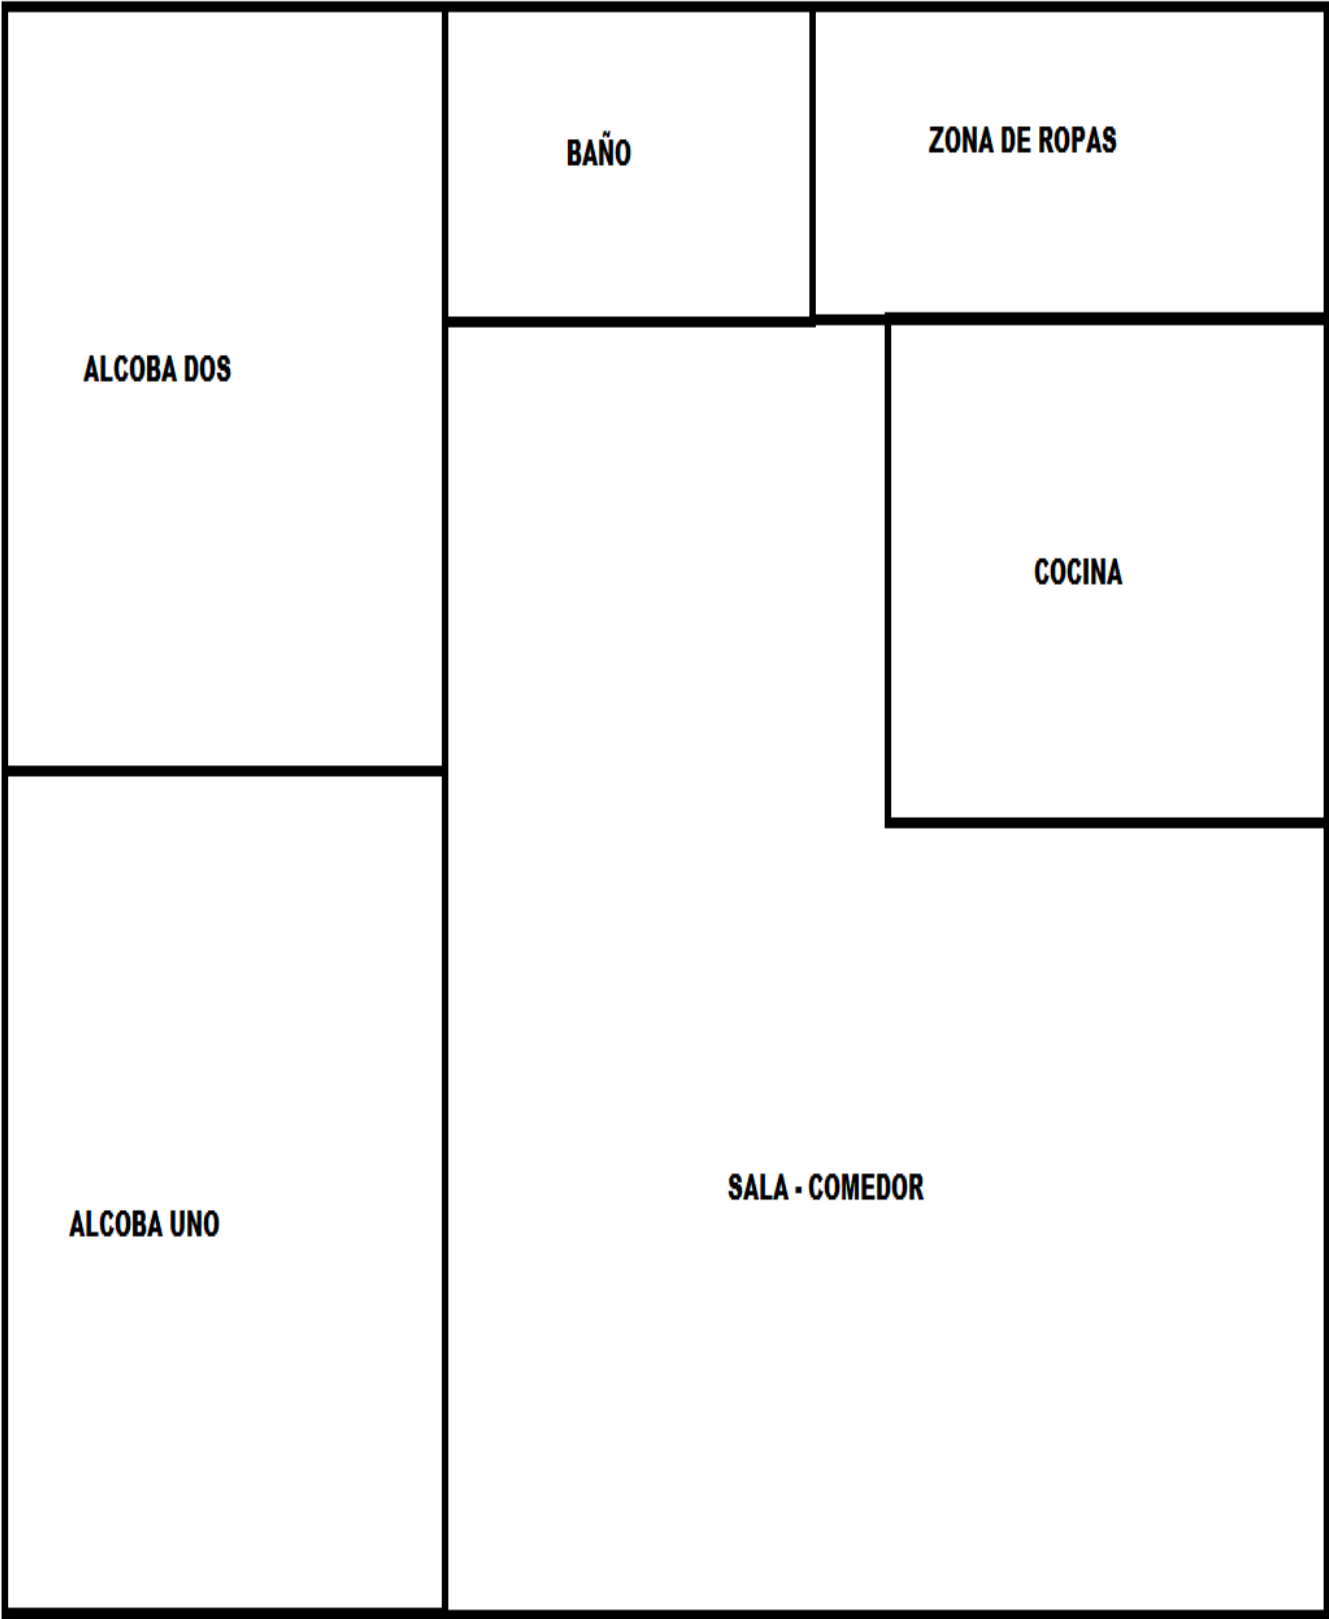 BAÑO
ZONA DE ROPAS
ALCOBA DOS
COCINA
SALA - COMEDOR
ALCOBA UNO